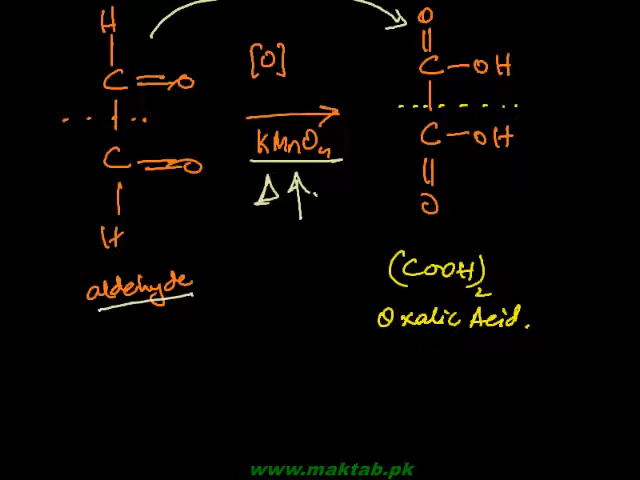 H
C=O
C=O
H
aldehyde
[O]
KMnO4
Δ ↑
O
C-OH
C-OH
O
(COOH)2
Oxalic Acid.
www.maktab.pk